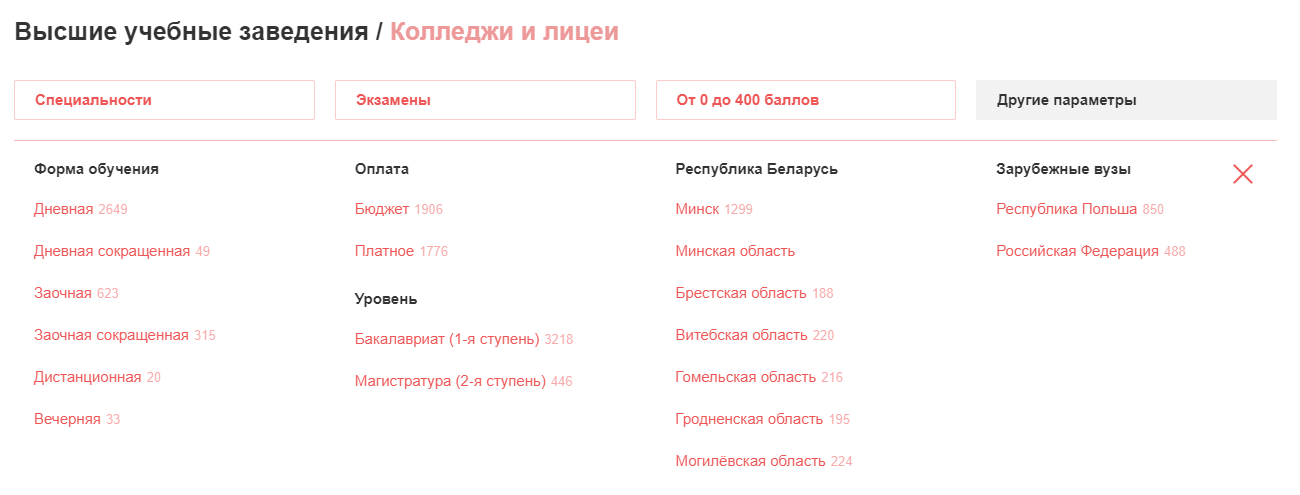 Высшие учебные заведения / Колледжи и лицеи
Специальности
Экзамены
От 0 до 400 баллов
Другие параметры
Форма обучения
Дневная 2649
Дневная сокращенная 49
Заочная 623
Заочная сокращенная 315
Дистанционная 20
Вечерняя 33
Оплата
Бюджет 1906
Платное 1776
Уровень
Бакалавриат (1-я ступень) 3218
Магистратура (2-я ступень) 446
Республика Беларусь
Минск 1299
Минская область
Брестская область 188
Витебская область 220
Гомельская область 216
Гродненская область 195
Могилёвская область 224
Зарубежные вузы
Республика Польша 850
Российская Федерация 488